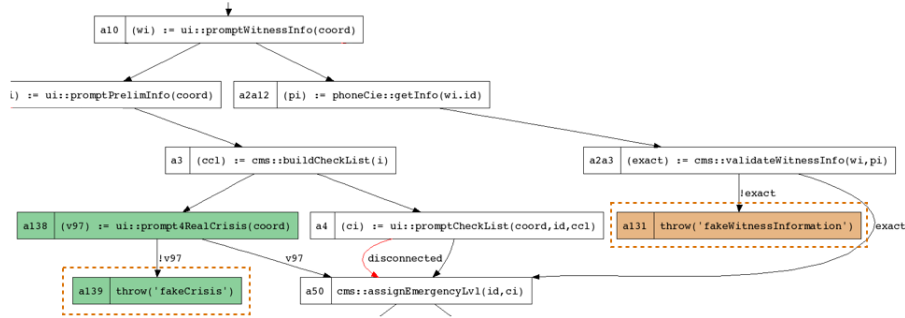 a10 (wi) := ui::promptWitnessInfo(coord)
i) := ui::promptPrelimInfo(coord)
a2a12 (pi) := phoneCie::getInfo(wi.id)
a3 (ccl) := cms::buildCheckList(i)
a2a3 (exact) := cms::validateWitnessInfo(wi,pi)
!exact
a138 (v97) := ui::prompt4RealCrisis(coord)
a4 (ci) := ui::promptCheckList(coord,id,ccl)
a131 throw('fakeWitnessInformation')
exact
!v97
v97
disconnected
a139 throw('fakeCrisis')
a50 cms::assignEmergencyLvl(id,ci)